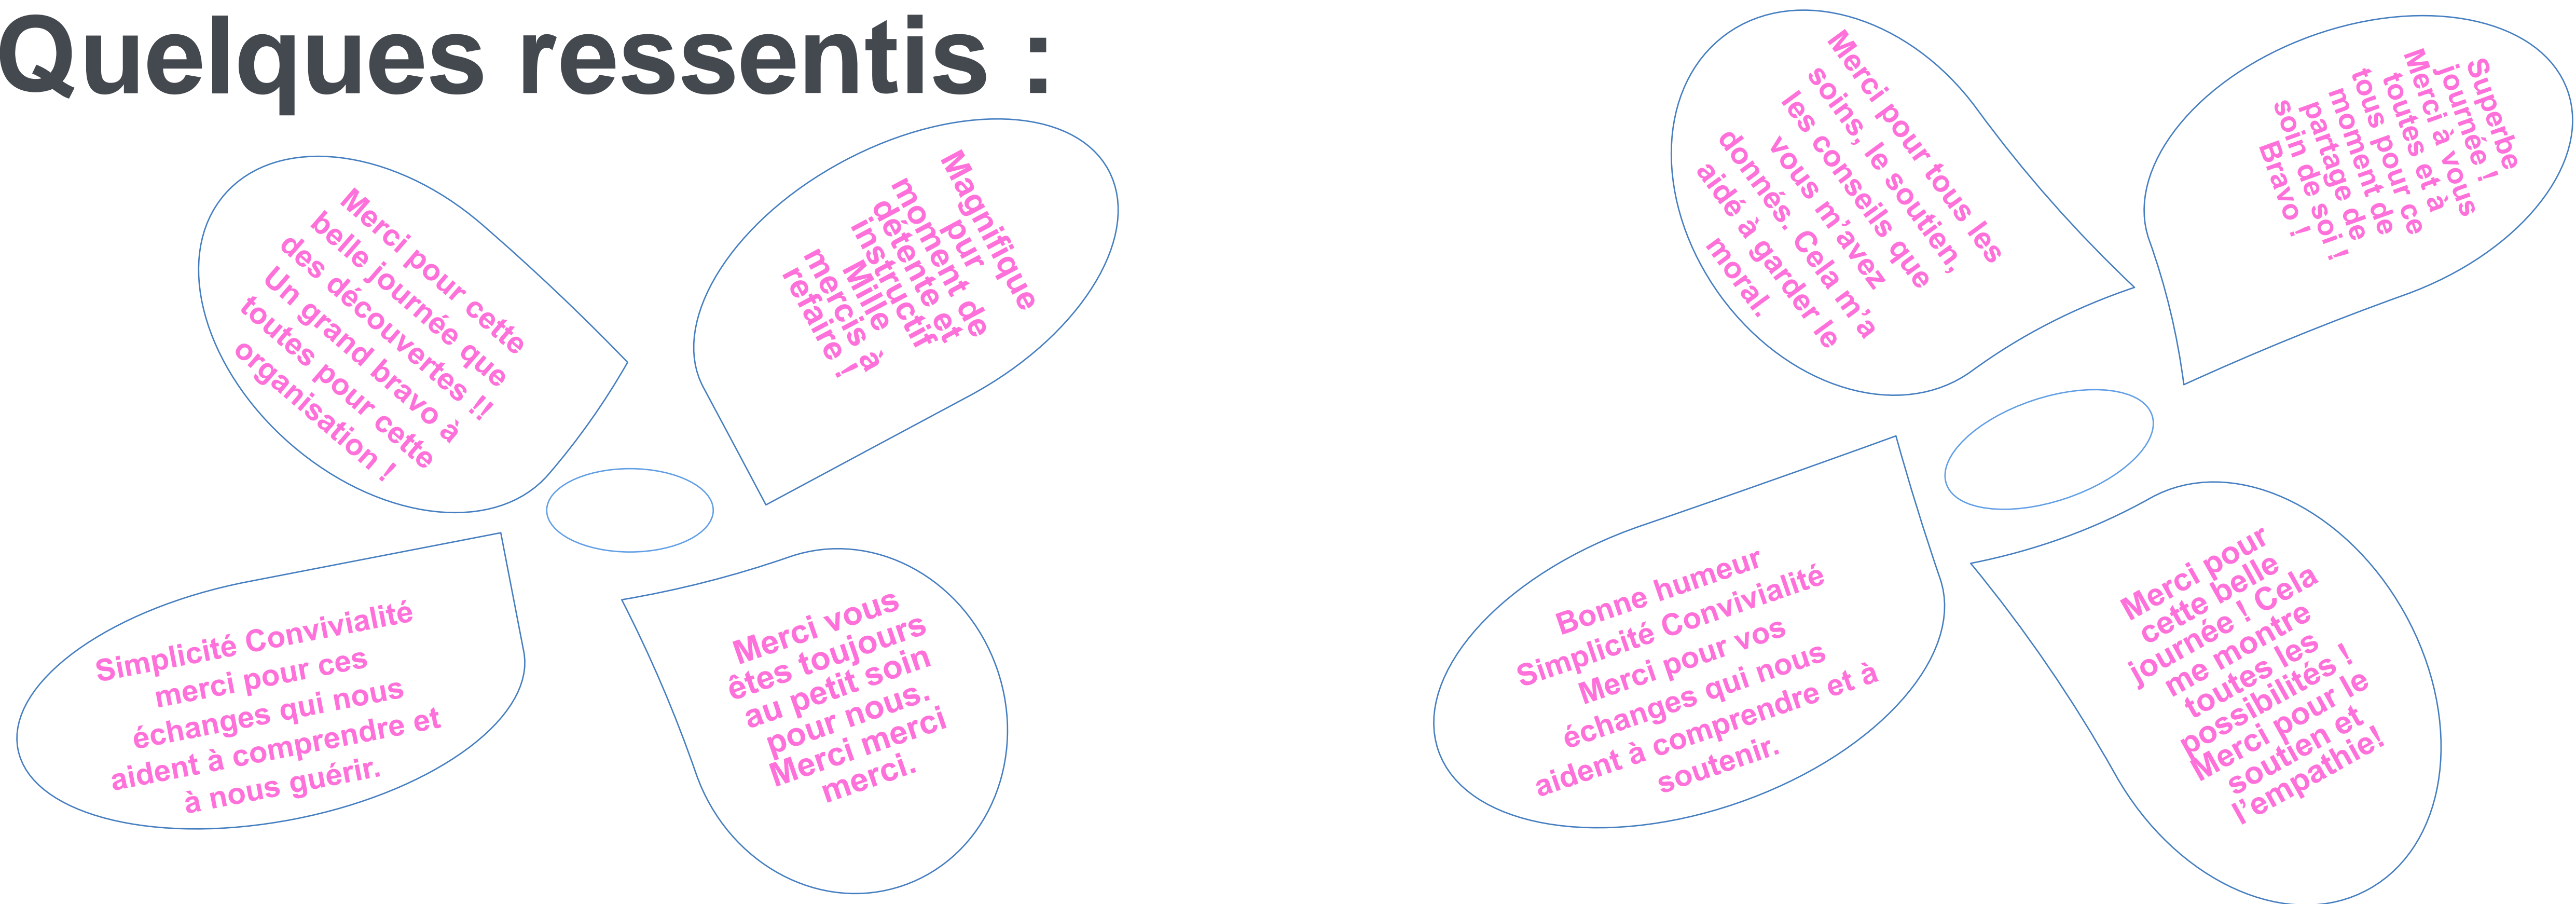 Quelques ressentis :
Merci pour cette
belle journée que
des découvertes !!
Un grand bravo à
toutes pour cette
organisation !
Magnifique
pur
moment de
détente et
instructif
Mille
mercis à
refaire !
Simplicité Convivialité
merci pour ces
échanges qui nous
aident à comprendre et
à nous guérir.
Merci vous
êtes toujours
au petit soin
pour nous.
Merci merci
merci.
Merci pour tous les
soins, le soutien,
les conseils que
vous m’avez
donnés. Cela m’a
aidé à garder le
moral.
Superbe
journée !
Merci à vous
toutes et à
tous pour ce
moment de
partage de
soin de soi !
Bravo !
Bonne humeur
Simplicité Convivialité
Merci pour vos
échanges qui nous
aident à comprendre et à
soutenir.
Merci pour
cette belle
journée ! Cela
me montre
toutes les
possibilités !
Merci pour le
soutien et
l’empathie!